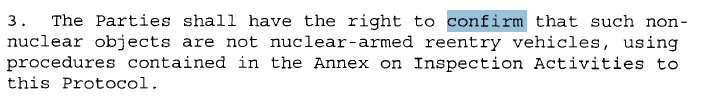 3.  The Parties shall have the right to confirm that such non-
nuclear objects are not nuclear-armed reentry vehicles, using
procedures contained in the Annex on Inspection Activities to
this Protocol.